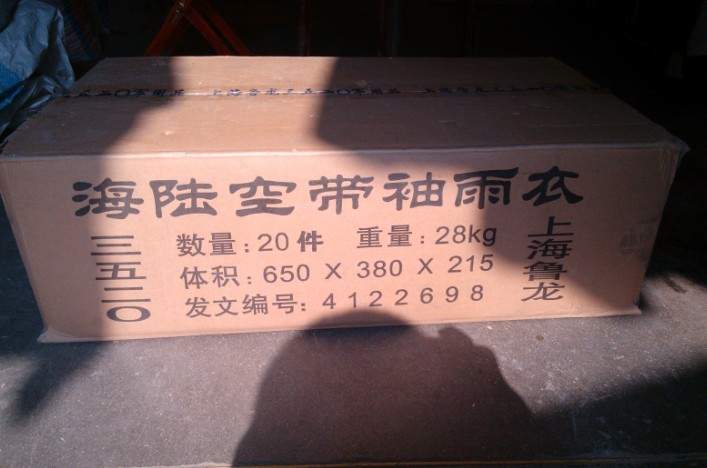 海陆空带袖雨衣
三五二〇
数量:20件 重量:28kg
体积:650 X 380 X 215
发文编号:4122698
上海鲁龙